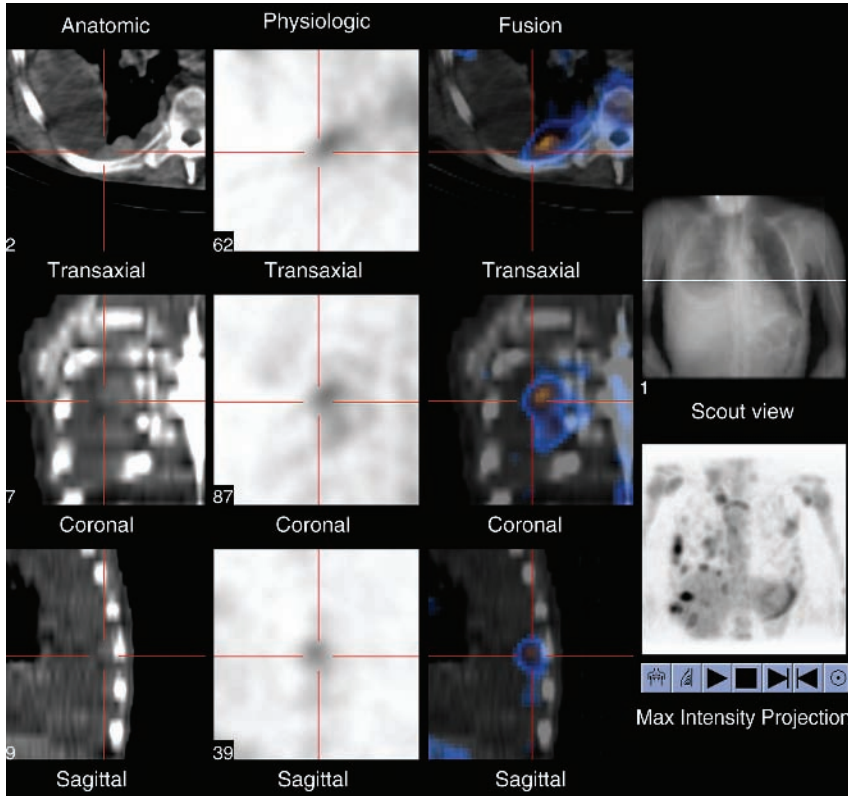 Anatomic
Physiologic
Fusion
2
62
Transaxial
Transaxial
Transaxial
1
Scout view
7
87
Coronal
Coronal
Coronal
9
39
Max Intensity Projection
Sagittal
Sagittal
Sagittal